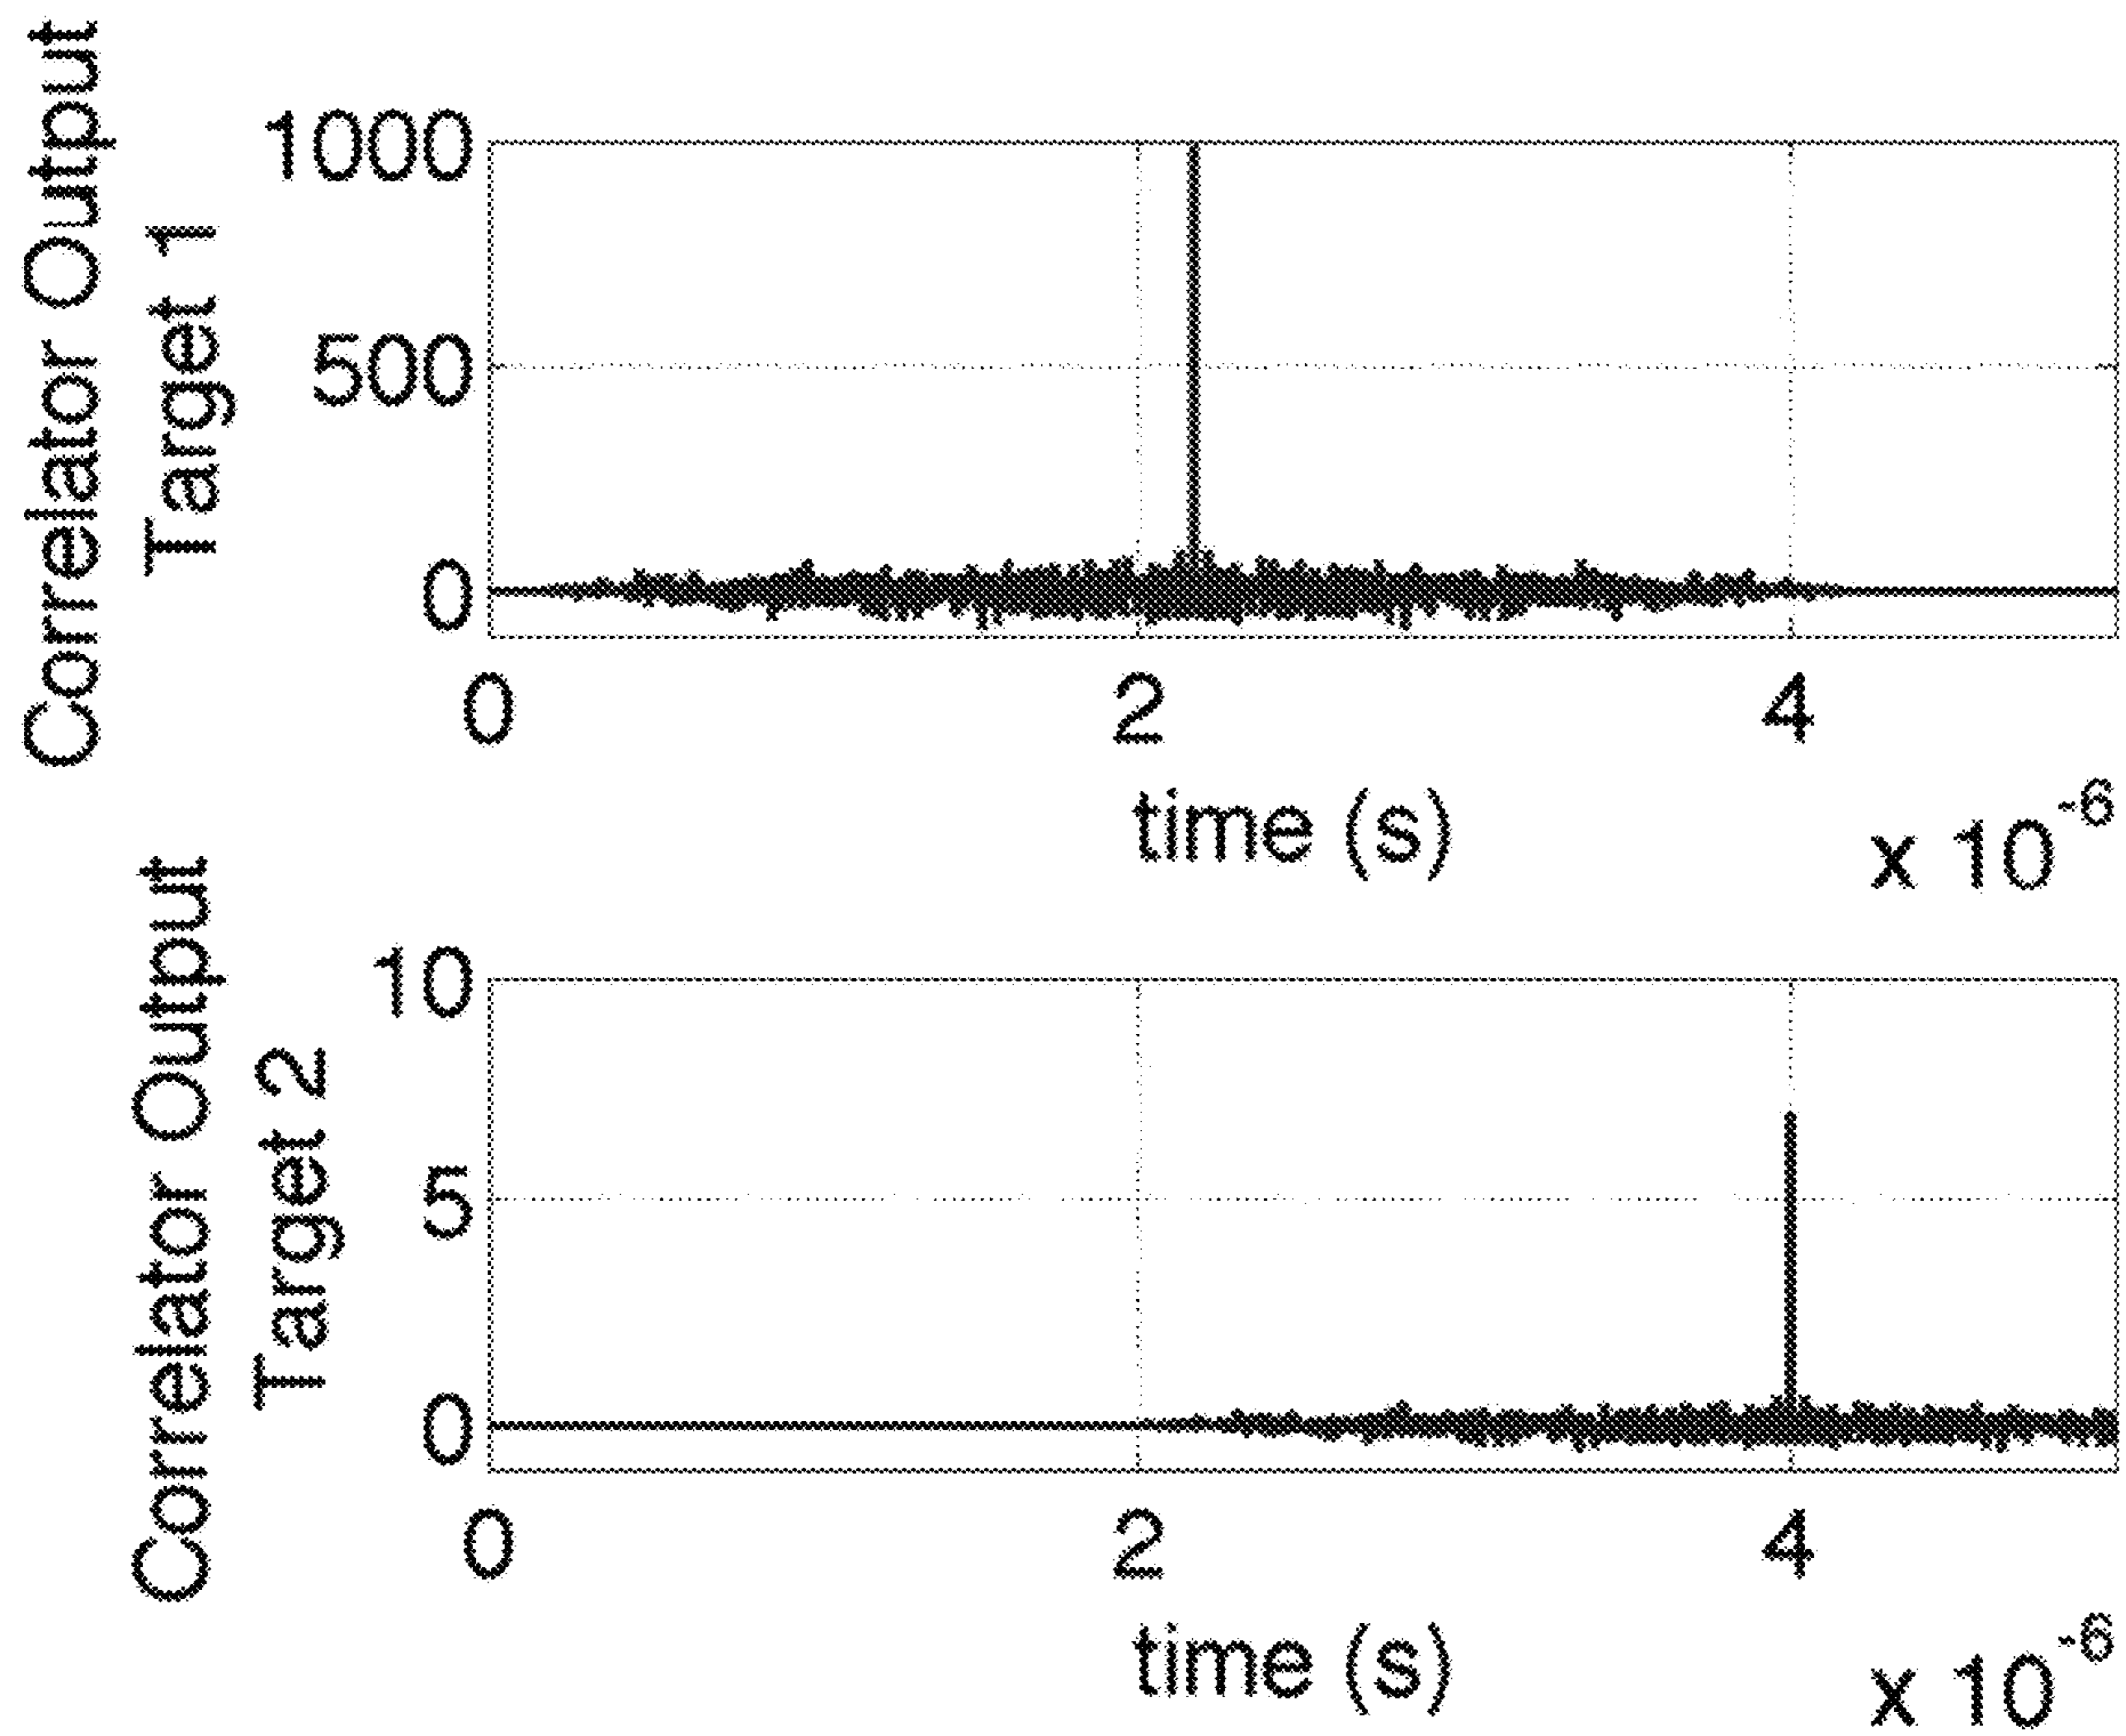 Correlator Output
Target 1
1000
500
0
0 2 4
time (s)
x 10-6
Correlator Output
Target 2
10
5
0
0 2 4
time (s)
x 10-6